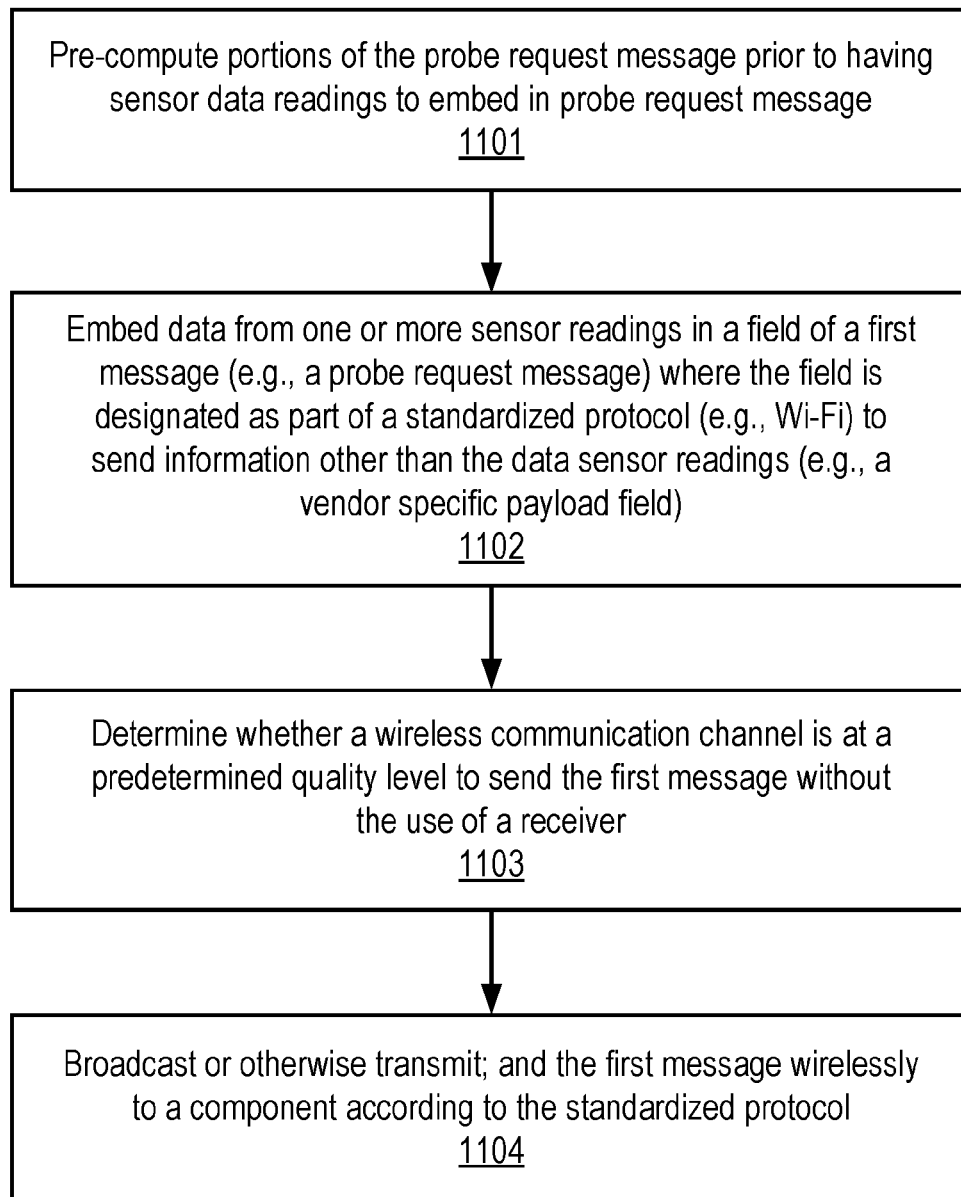 Pre-compute portions of the probe request message prior to having
sensor data readings to embed in probe request message
1101
Embed data from one or more sensor readings in a field of a first
message (e.g., a probe request message) where the field is
designated as part of a standardized protocol (e.g., Wi-Fi) to
send information other than the data sensor readings (e.g., a
vendor specific payload field)
1102
Determine whether a wireless communication channel is at a
predetermined quality level to send the first message without
the use of a receiver
1103
Broadcast or otherwise transmit; and the first message wirelessly
to a component according to the standardized protocol
1104